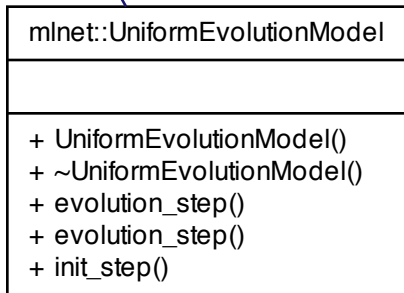 mlnet::UniformEvolutionModel
+ UniformEvolutionModel()
+ ~UniformEvolutionModel()
+ evolution_step()
+ evolution_step()
+ init_step()